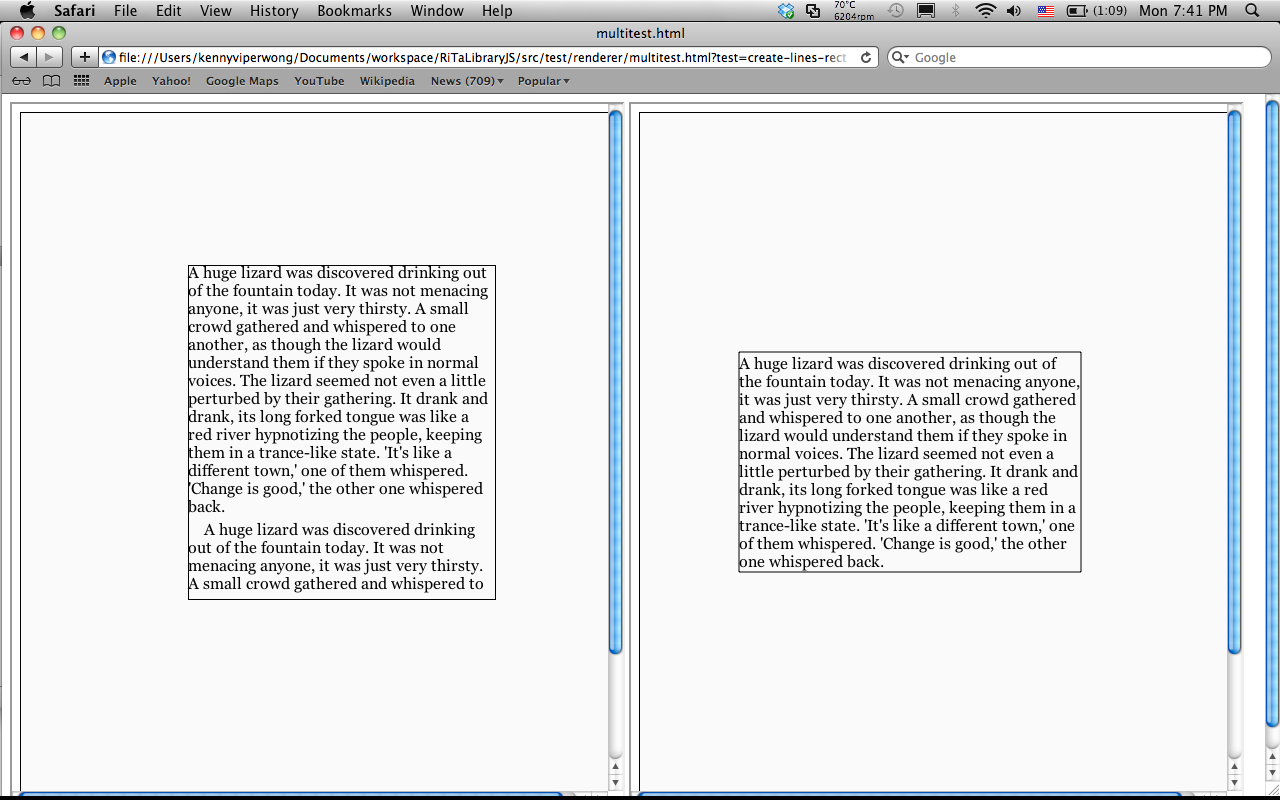 Safari File Edit View History Bookmarks Window Help 70°C 6204rpm (1:09) Mon 7:41 PM
multitest.html
file:///Users/kennyviperwong/Documents/workspace/RiTaLibraryJS/src/test/renderer/multitest.html?test=create-lines-rect Google
Apple Yahoo! Google Maps YouTube Wikipedia News (709) Popular
A huge lizard was discovered drinking out
of the fountain today. It was not menacing
anyone, it was just very thirsty. A small
crowd gathered and whispered to one
another, as though the lizard would
understand them if they spoke in normal
voices. The lizard seemed not even a little
perturbed by their gathering. It drank and
drank, its long forked tongue was like a
red river hypnotizing the people, keeping
them in a trance-like state. 'It's like a
different town,' one of them whispered.
'Change is good,' the other one whispered
back.
A huge lizard was discovered drinking
out of the fountain today. It was not
menacing anyone, it was just very thirsty.
A small crowd gathered and whispered to
A huge lizard was discovered drinking out of
the fountain today. It was not menacing anyone,
it was just very thirsty. A small crowd gathered
and whispered to one another, as though the
lizard would understand them if they spoke in
normal voices. The lizard seemed not even a
little perturbed by their gathering. It drank and
drank, its long forked tongue was like a red
river hypnotizing the people, keeping them in a
trance-like state. 'It's like a different town,' one
of them whispered. 'Change is good,' the other
one whispered back.